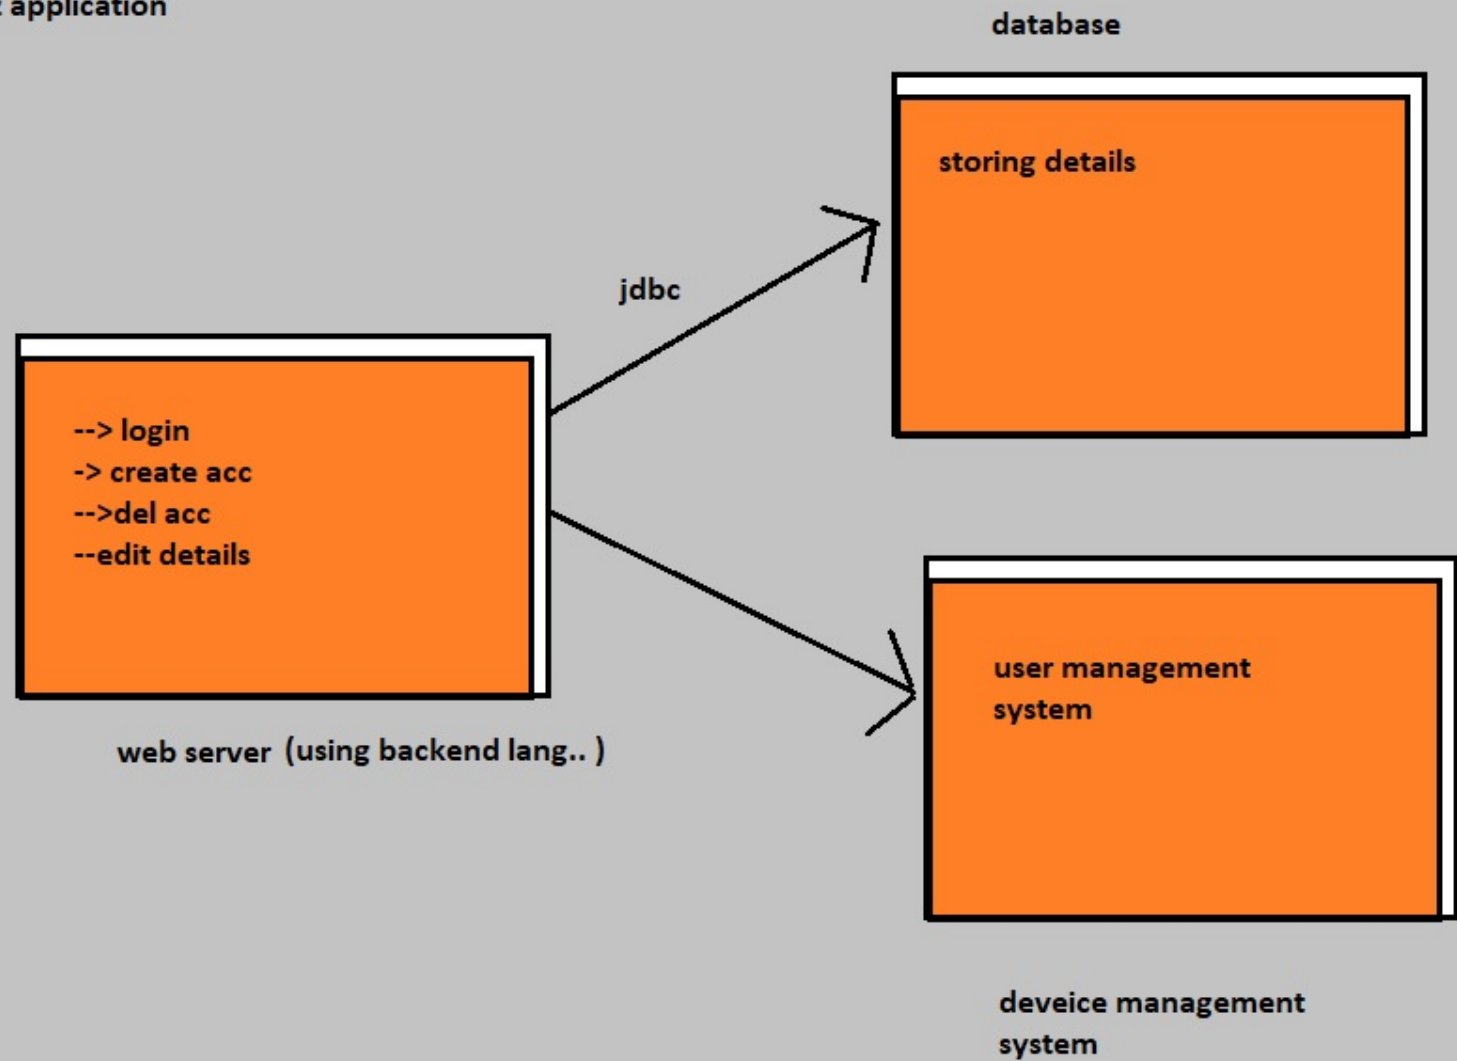 application
database
storing details
jdbc
--> login
-> create acc
-->del acc
--edit details
web server (using backend lang.. )
user management
system
deveice management
system